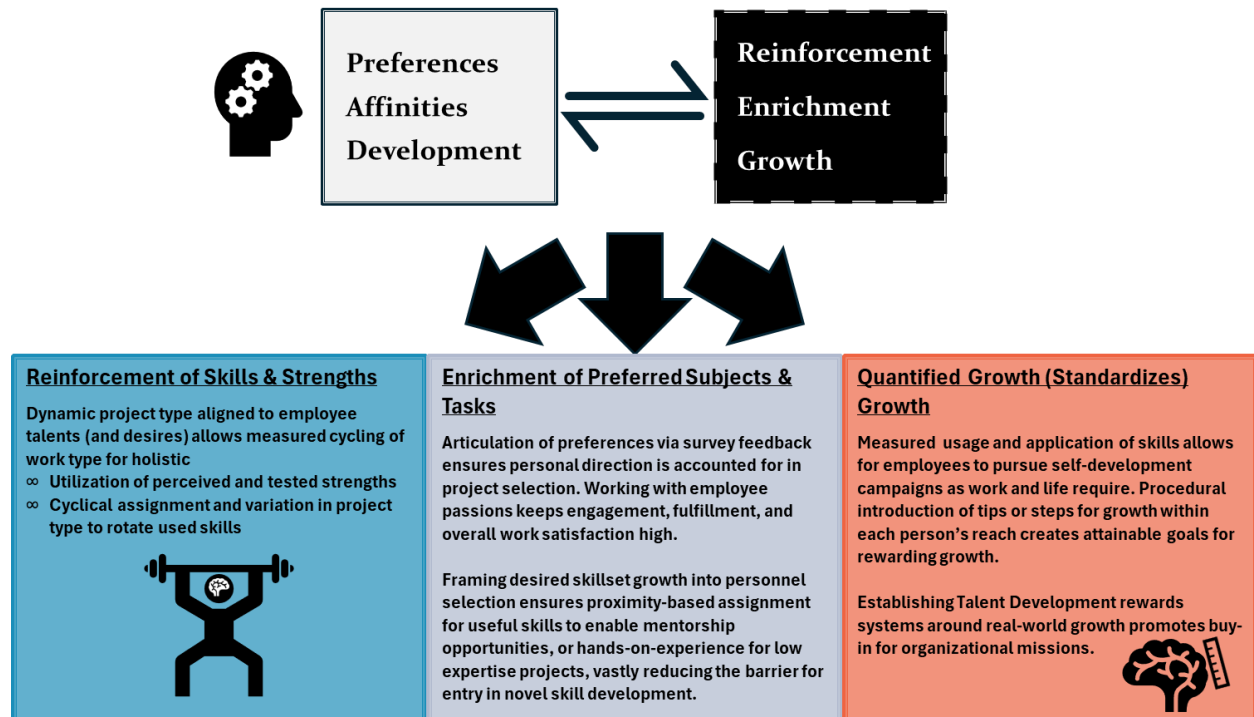 Preferences
Affinities
Development
Reinforcement
Enrichment
Growth
Reinforcement of Skills & Strengths
Dynamic project type aligned to employee
talents (and desires) allows measured cycling of
work type for holistic
∞ Utilization of perceived and tested strengths
∞ Cyclical assignment and variation in project
type to rotate used skills
Enrichment of Preferred Subjects &
Tasks
Articulation of preferences via survey feedback
ensures personal direction is accounted for in
project selection. Working with employee
passions keeps engagement, fulfillment, and
overall work satisfaction high.
Framing desired skillset growth into personnel
selection ensures proximity-based assignment
for useful skills to enable mentorship
opportunities, or hands-on-experience for low
expertise projects, vastly reducing the barrier for
entry in novel skill development.
Quantified Growth (Standardizes)
Growth
Measured usage and application of skills allows
for employees to pursue self-development
campaigns as work and life require. Procedural
introduction of tips or steps for growth within
each person’s reach creates attainable goals for
rewarding growth.
Establishing Talent Development rewards
systems around real-world growth promotes buy-
in for organizational missions.